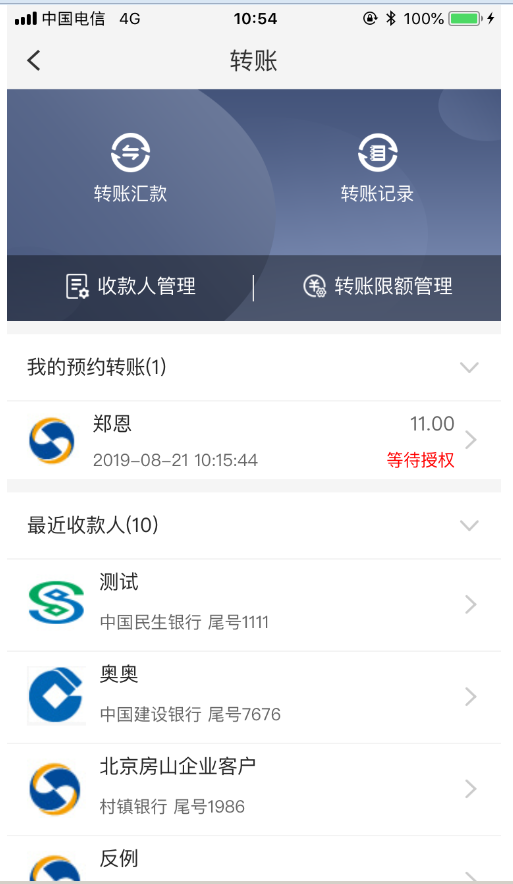 中国电信 4G 10:54 100%
转账
转账汇款 转账记录
收款人管理 转账限额管理
我的预约转账(1)
郑恩 11.00
2019-08-21 10:15:44 等待授权
最近收款人(10)
测试
中国民生银行 尾号1111
奥奥
中国建设银行 尾号7676
北京房山企业客户
村镇银行 尾号1986
反例